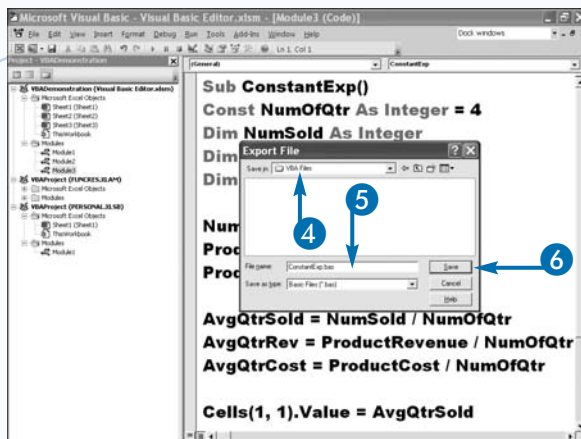 Microsoft Visual Basic - Visual Basic Editor.xlsm - [Module3 (Code)]
File Edit View Insert Format Debug Run Tools Add-Ins Window Help
Dock windows
Ln 1, Col 1
Project - VBADemonstration
(General)
ConstantExp
VBADemonstration (Visual Basic Editor.xlsm)
Microsoft Excel Objects
Sheet1 (Sheet1)
Sheet2 (Sheet2)
Sheet3 (Sheet3)
ThisWorkbook
Modules
Module1
Module2
Module3
VBAProject (FUNCRES.XLAM)
Microsoft Excel Objects
Modules
VBAProject (PERSONAL.XLSB)
Microsoft Excel Objects
Sheet1 (Sheet1)
ThisWorkbook
Modules
Module1
Sub ConstantExp()
Const NumOfQtr As Integer = 4
Dim NumSold As Integer
Dim
Dim
Num
Prod
Prod
AvgQtrSold = NumSold / NumOfQtr
AvgQtrRev = ProductRevenue / NumOfQtr
AvgQtrCost = ProductCost / NumOfQtr
Cells(1, 1).Value = AvgQtrSold
Export File
Save in: VBA Files
File name: ConstantExp.bas
Save
Save as type: Basic Files (*.bas)
Cancel
Help
4
5
6